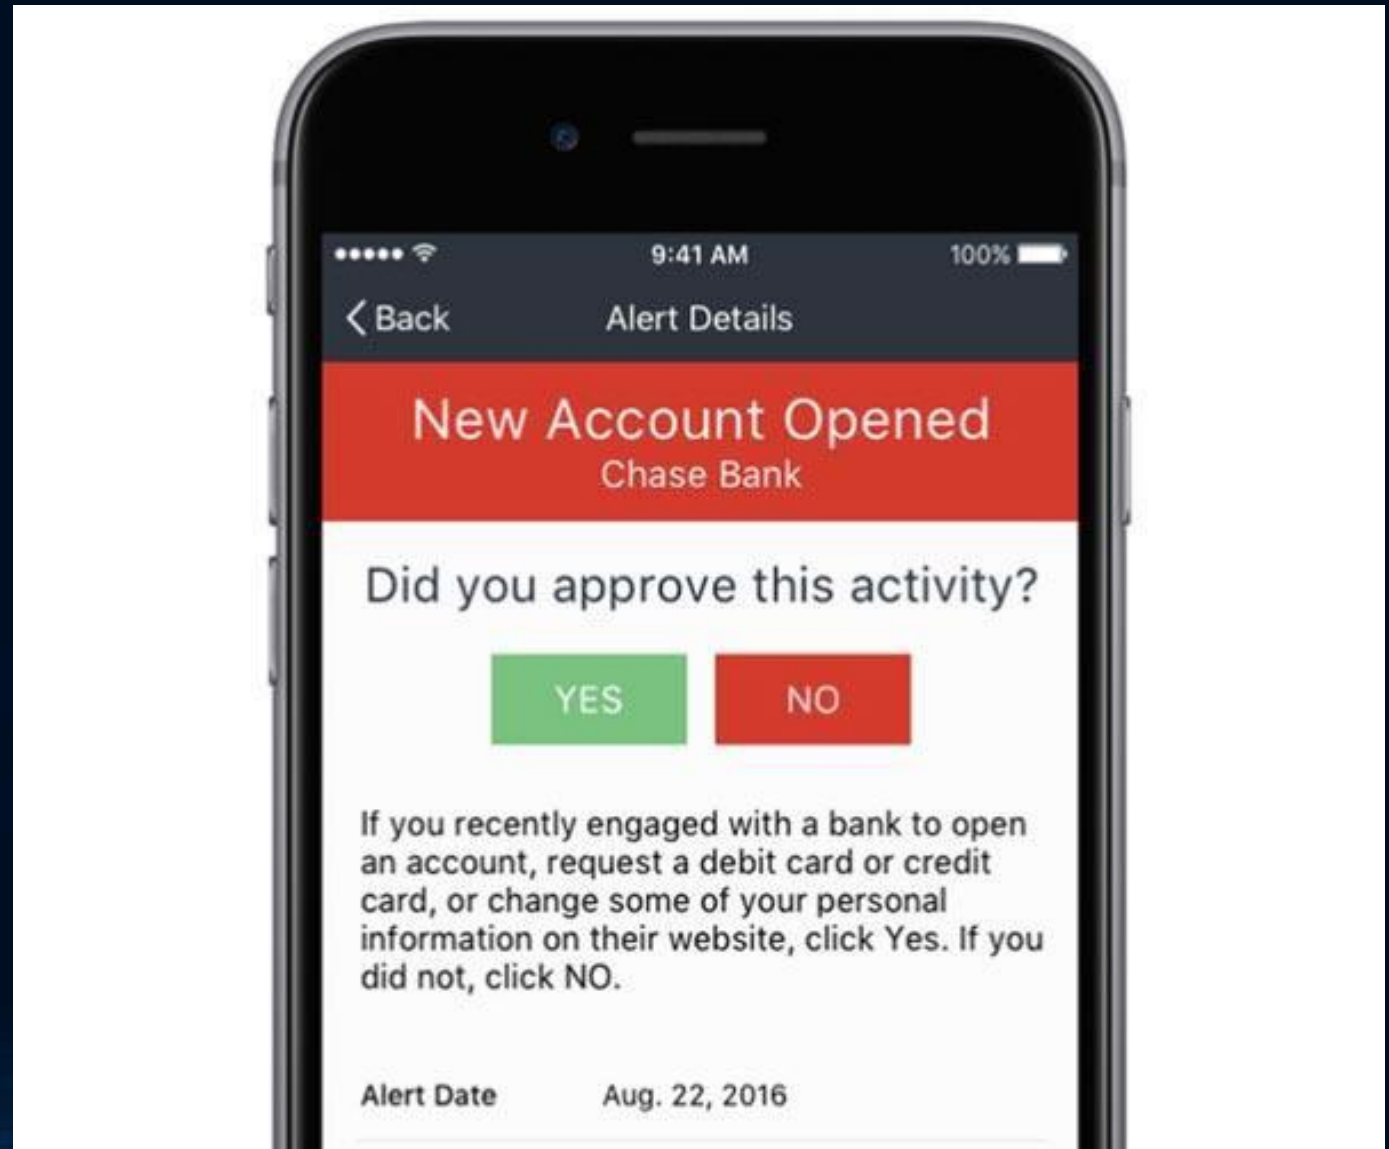 9:41 AM 100%
Back Alert Details
New Account Opened
Chase Bank
Did you approve this activity?
YES NO
If you recently engaged with a bank to open
an account, request a debit card or credit
card, or change some of your personal
information on their website, click Yes. If you
did not, click NO.
Alert Date Aug. 22, 2016